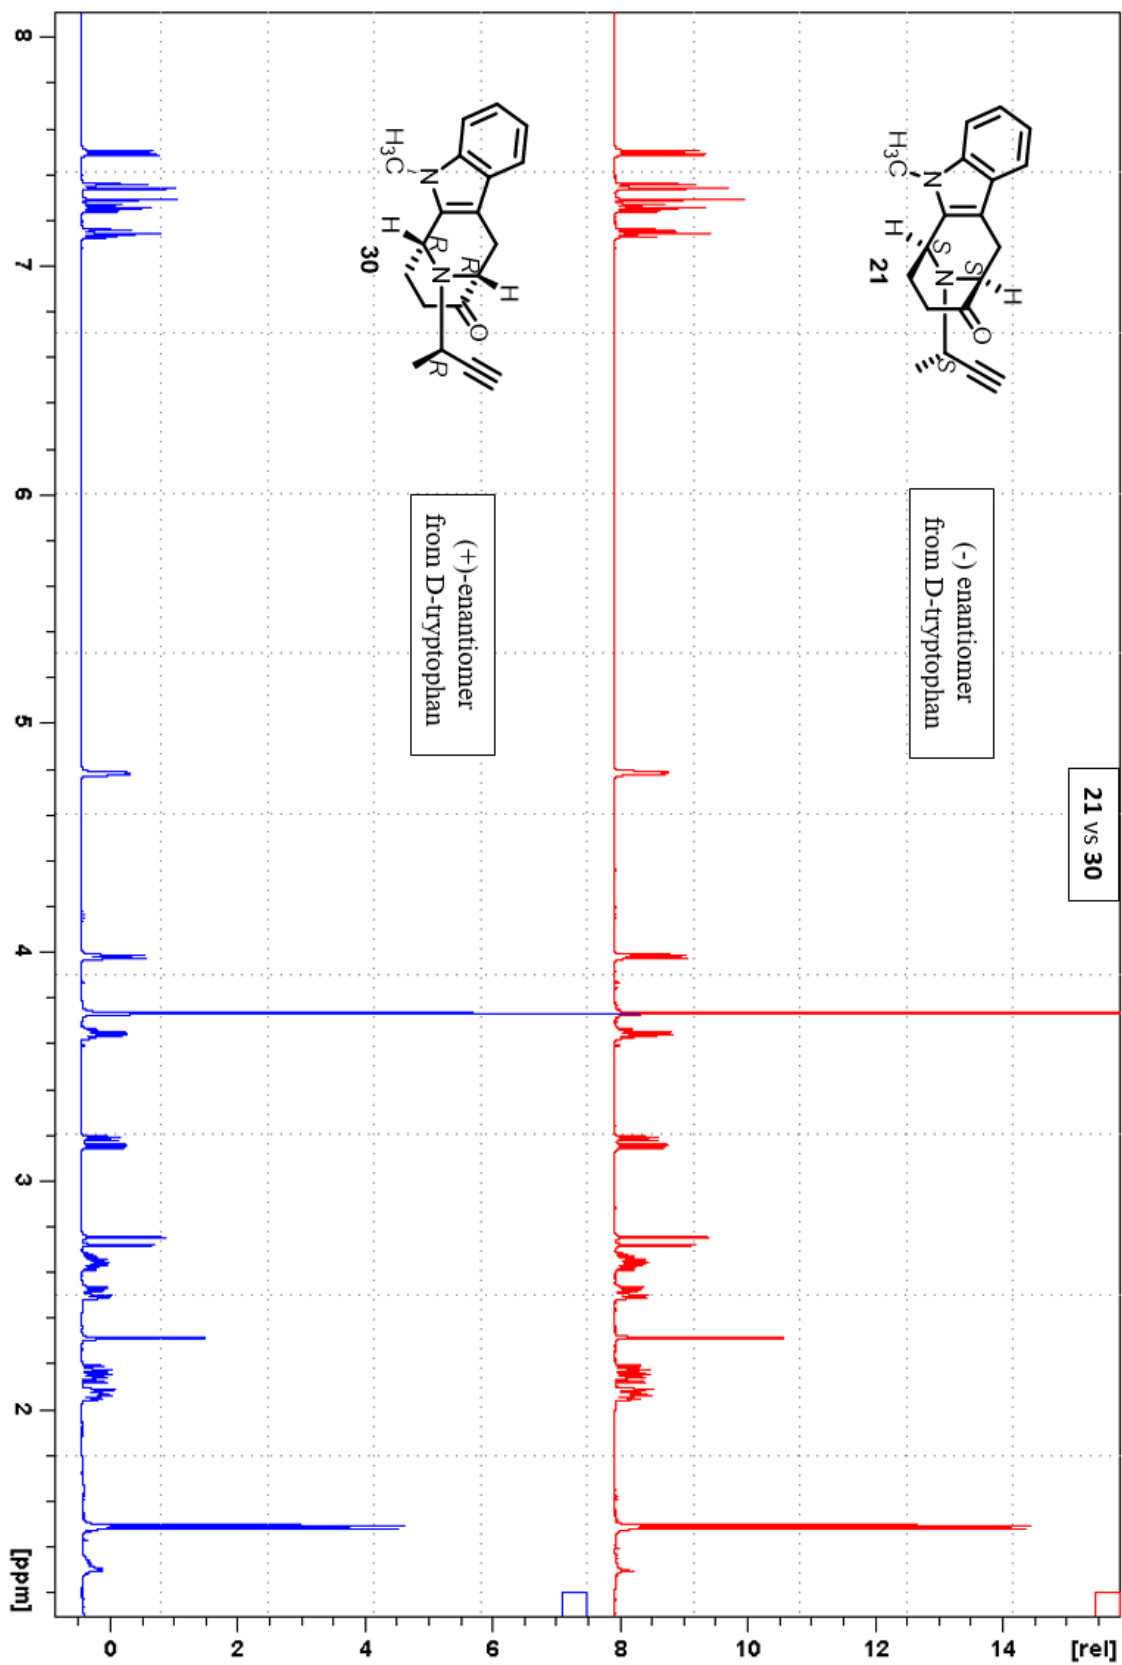 21 vs 30
H₃C
N
H
S
N
S
H
O
S
21
(-) enantiomer
from D-tryptophan
H₃C
N
H
R
N
R
H
O
R
30
(+)-enantiomer
from D-tryptophan
8 7 6 5 4 3 2 [ppm]
0 2 4 6 8 10 12 14 [rel]